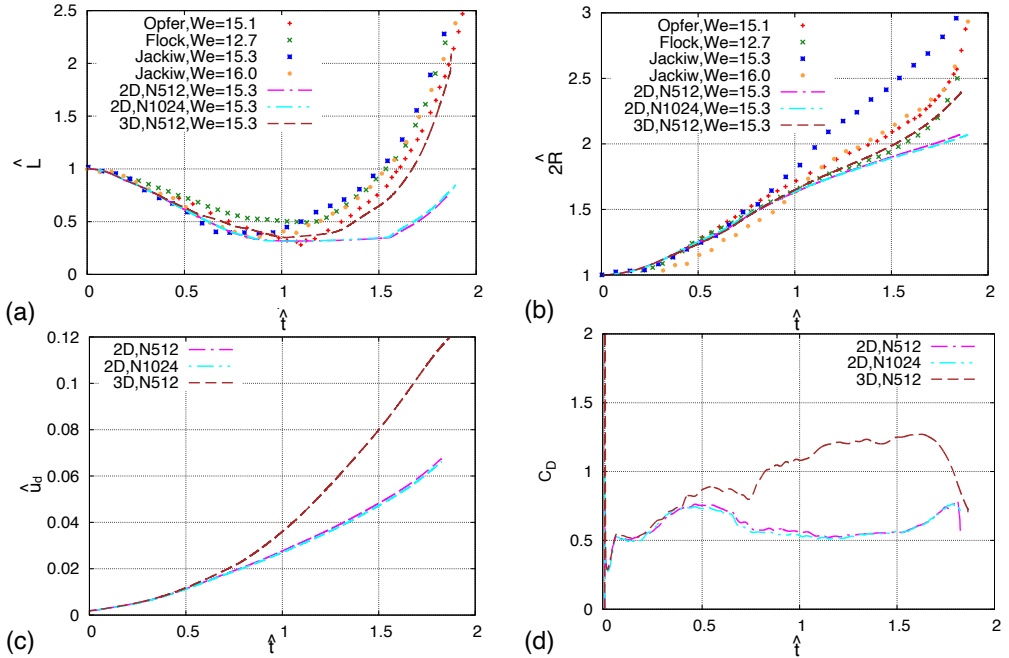 Opfer,We=15.1
Flock,We=12.7
Jackiw,We=15.3
Jackiw,We=16.0
2D,N512,We=15.3
2D,N1024,We=15.3
3D,N512,We=15.3
2.5
2
1.5
1
0.5
0
L̂
0
0.5
1
1.5
2
t̂
(a)
Opfer,We=15.1
Flock,We=12.7
Jackiw,We=15.3
Jackiw,We=16.0
2D,N512,We=15.3
2D,N1024,We=15.3
3D,N512,We=15.3
3
2.5
2
1.5
1
2R̂
0
0.5
1
1.5
2
t̂
(b)
2D,N512
2D,N1024
3D,N512
0.12
0.1
0.08
0.06
0.04
0.02
0
û_d
0
0.5
1
1.5
2
t̂
(c)
2D,N512
2D,N1024
3D,N512
2
1.5
1
0.5
0
C_D
0
0.5
1
1.5
2
t̂
(d)